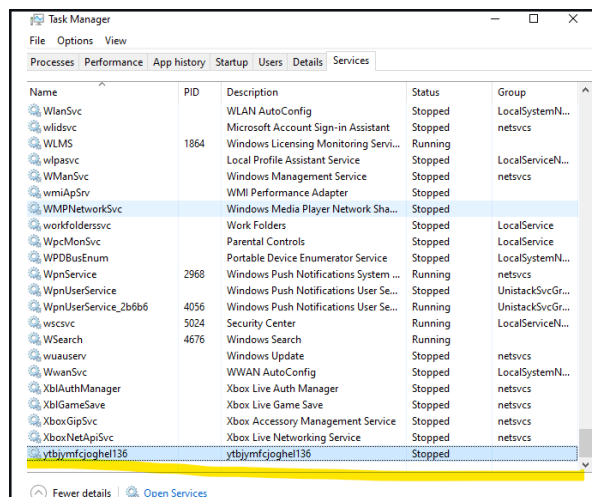 Task Manager
File Options View
Processes Performance App history Startup Users Details Services
Name PID Description Status Group
WlanSvc WLAN AutoConfig Stopped LocalSystemN...
wlidsvc Microsoft Account Sign-in Assistant Stopped netsvcs
WLMS 1864 Windows Licensing Monitoring Servi... Running
wlpasvc Local Profile Assistant Service Stopped LocalServiceN...
WManSvc Windows Management Service Stopped netsvcs
wmiApSrv WMI Performance Adapter Stopped
WMPNetworkSvc Windows Media Player Network Sha... Stopped
workfolderssvc Work Folders Stopped LocalService
WpcMonSvc Parental Controls Stopped LocalService
WPDBusEnum Portable Device Enumerator Service Stopped LocalSystemN...
WpnService 2968 Windows Push Notifications System ... Running netsvcs
WpnUserService Windows Push Notifications User Se... Stopped UnistackSvcGr...
WpnUserService_2b6b6 4056 Windows Push Notifications User Se... Running UnistackSvcGr...
wscsvc 5024 Security Center Running LocalServiceN...
WSearch 4676 Windows Search Running
wuauserv Windows Update Stopped netsvcs
WwanSvc WWAN AutoConfig Stopped LocalSystemN...
XblAuthManager Xbox Live Auth Manager Stopped netsvcs
XblGameSave Xbox Live Game Save Stopped netsvcs
XboxGipSvc Xbox Accessory Management Service Stopped netsvcs
XboxNetApiSvc Xbox Live Networking Service Stopped netsvcs
ytbjymfcjoghel136 ytbjymfcjoghel136 Stopped
Fewer details Open Services